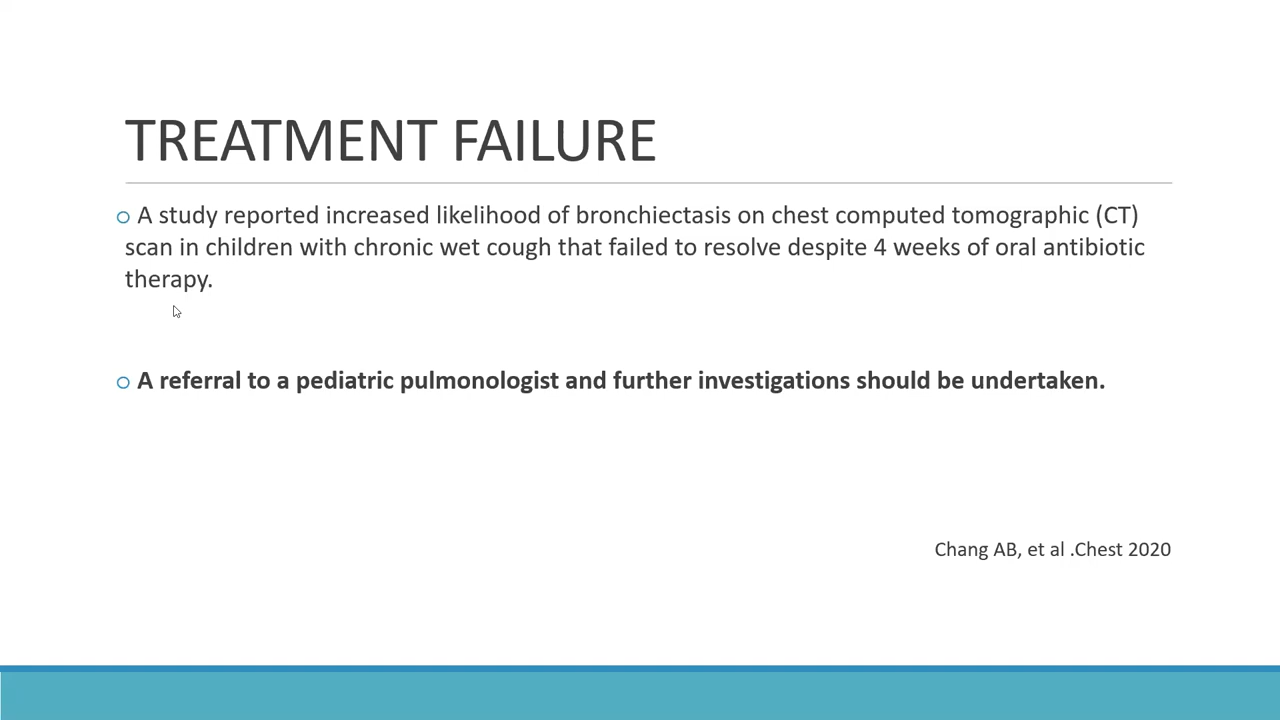 TREATMENT FAILURE
o A study reported increased likelihood of bronchiectasis on chest computed tomographic (CT)
scan in children with chronic wet cough that failed to resolve despite 4 weeks of oral antibiotic
therapy.
o A referral to a pediatric pulmonologist and further investigations should be undertaken.
Chang AB, et al .Chest 2020